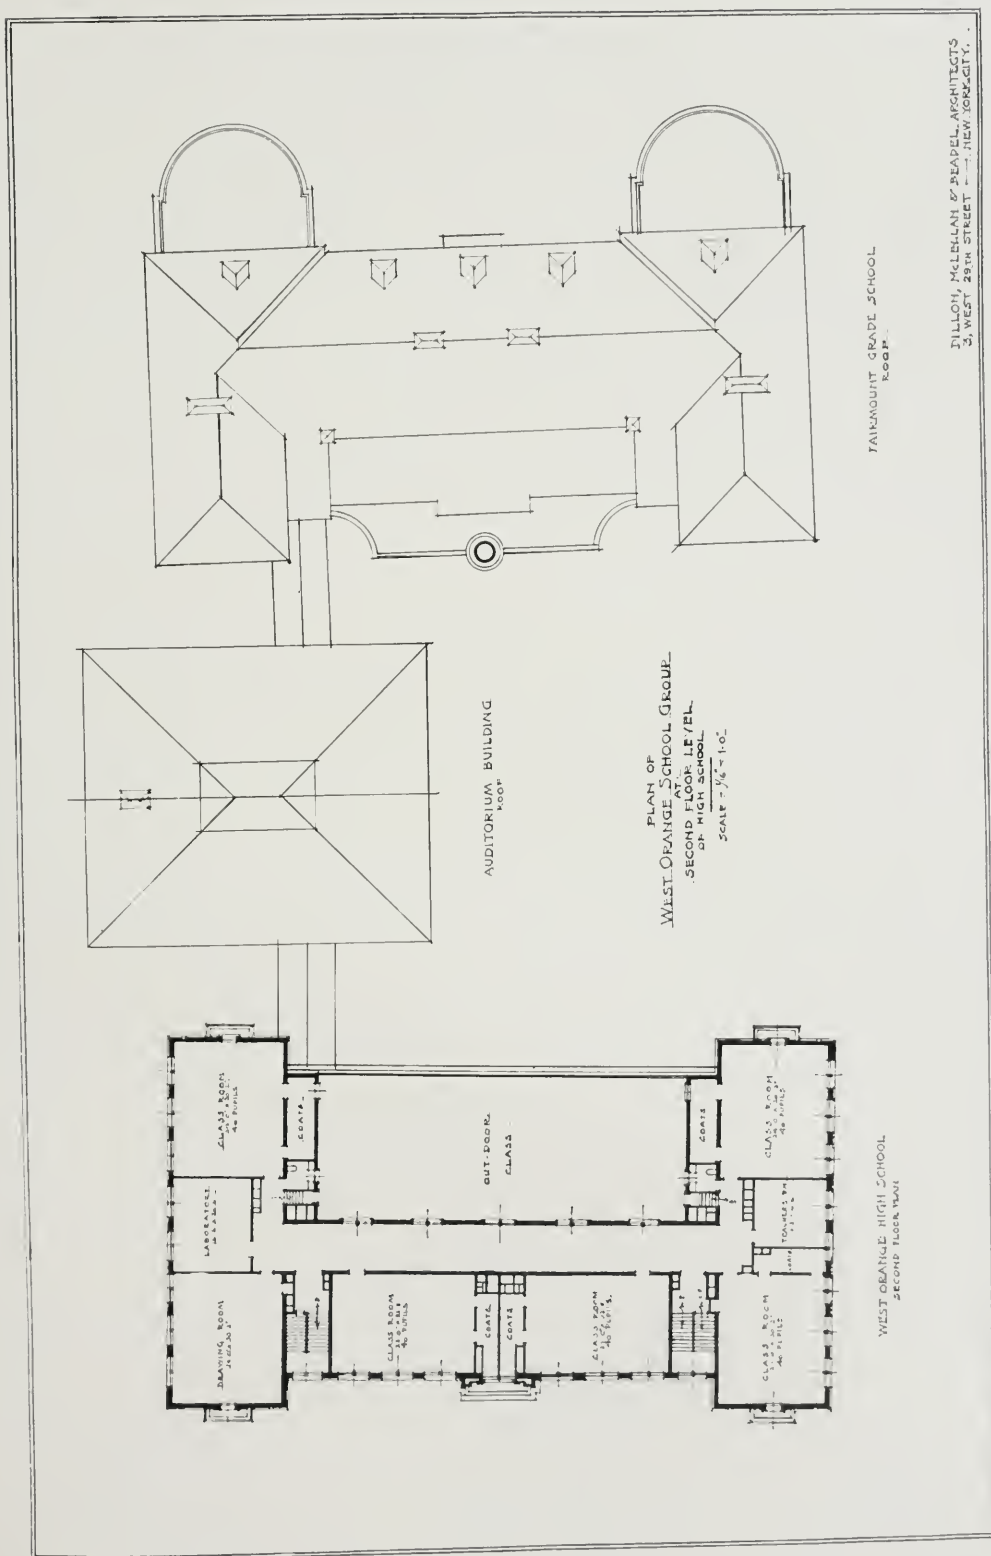 DILLON, McLELLAN & BEADEL ARCHITECTS
3, WEST 29TH STREET NEW YORK CITY.
FAIRMOUNT GRADE SCHOOL
ROOF
AUDITORIUM BUILDING
ROOF
PLAN OF
WEST ORANGE SCHOOL GROUP
AT
SECOND FLOOR LEVEL
OF HIGH SCHOOL
SCALE - 1/16" = 1'-0"
CLASS ROOM
40 PUPILS
COATS
LABORATORY
DRAWING ROOM
OUT-DOOR
CLASS
CLASS ROOM
40 PUPILS
COATS
COATS
CLASS ROOM
40 PUPILS
COATS
CLASS ROOM
40 PUPILS
TEACHERS RM
COATS
CLASS ROOM
40 PUPILS
WEST ORANGE HIGH SCHOOL
SECOND FLOOR PLAN